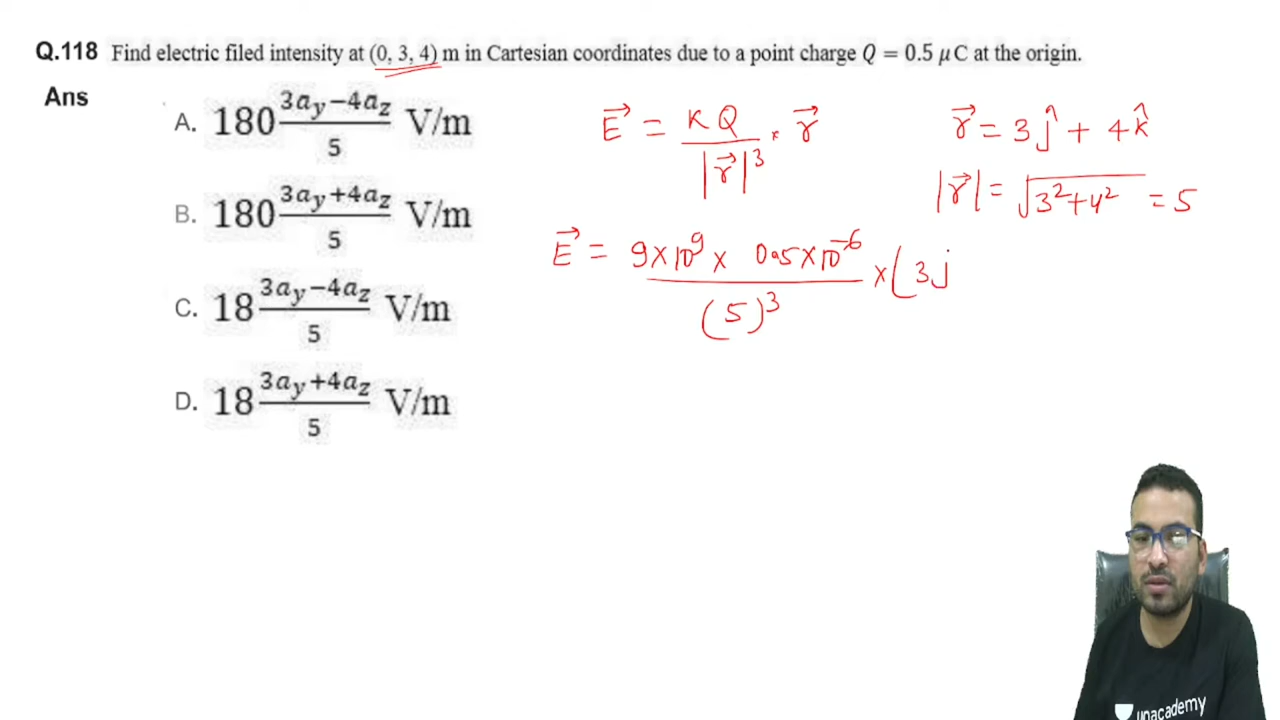 Q.118 Find electric filed intensity at (0, 3, 4) m in Cartesian coordinates due to a point charge Q = 0.5 μC at the origin.
Ans
A. 180 (3a_y−4a_z)/5 V/m
B. 180 (3a_y+4a_z)/5 V/m
C. 18 (3a_y−4a_z)/5 V/m
D. 18 (3a_y+4a_z)/5 V/m
E⃗ = KQ/|r⃗|³ × r⃗
r⃗ = 3ĵ + 4k̂
|r⃗| = √(3²+4²) = 5
E⃗ = 9×10⁹ × 0.5×10⁻⁶/(5)³ × (3j
unacademy